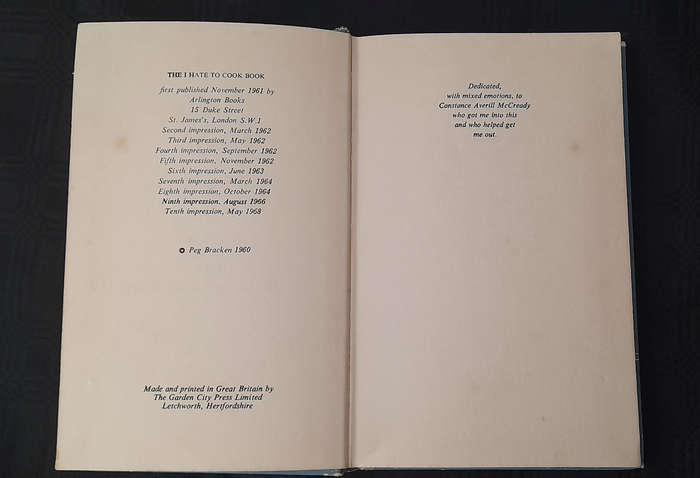 THE I HATE TO COOK BOOK
first published November 1961 by
Arlington Books
15 Duke Street
St. James's, London S.W.1
Second impression, March 1962
Third impression, May 1962
Fourth impression, September 1962
Fifth impression, November 1962
Sixth impression, June 1963
Seventh impression, March 1964
Eighth impression, October 1964
Ninth impression, August 1966
Tenth impression, May 1968
© Peg Bracken 1960
Made and printed in Great Britain by
The Garden City Press Limited
Letchworth, Hertfordshire
Dedicated,
with mixed emotions, to
Constance Averill McCready
who got me into this
and who helped get
me out.